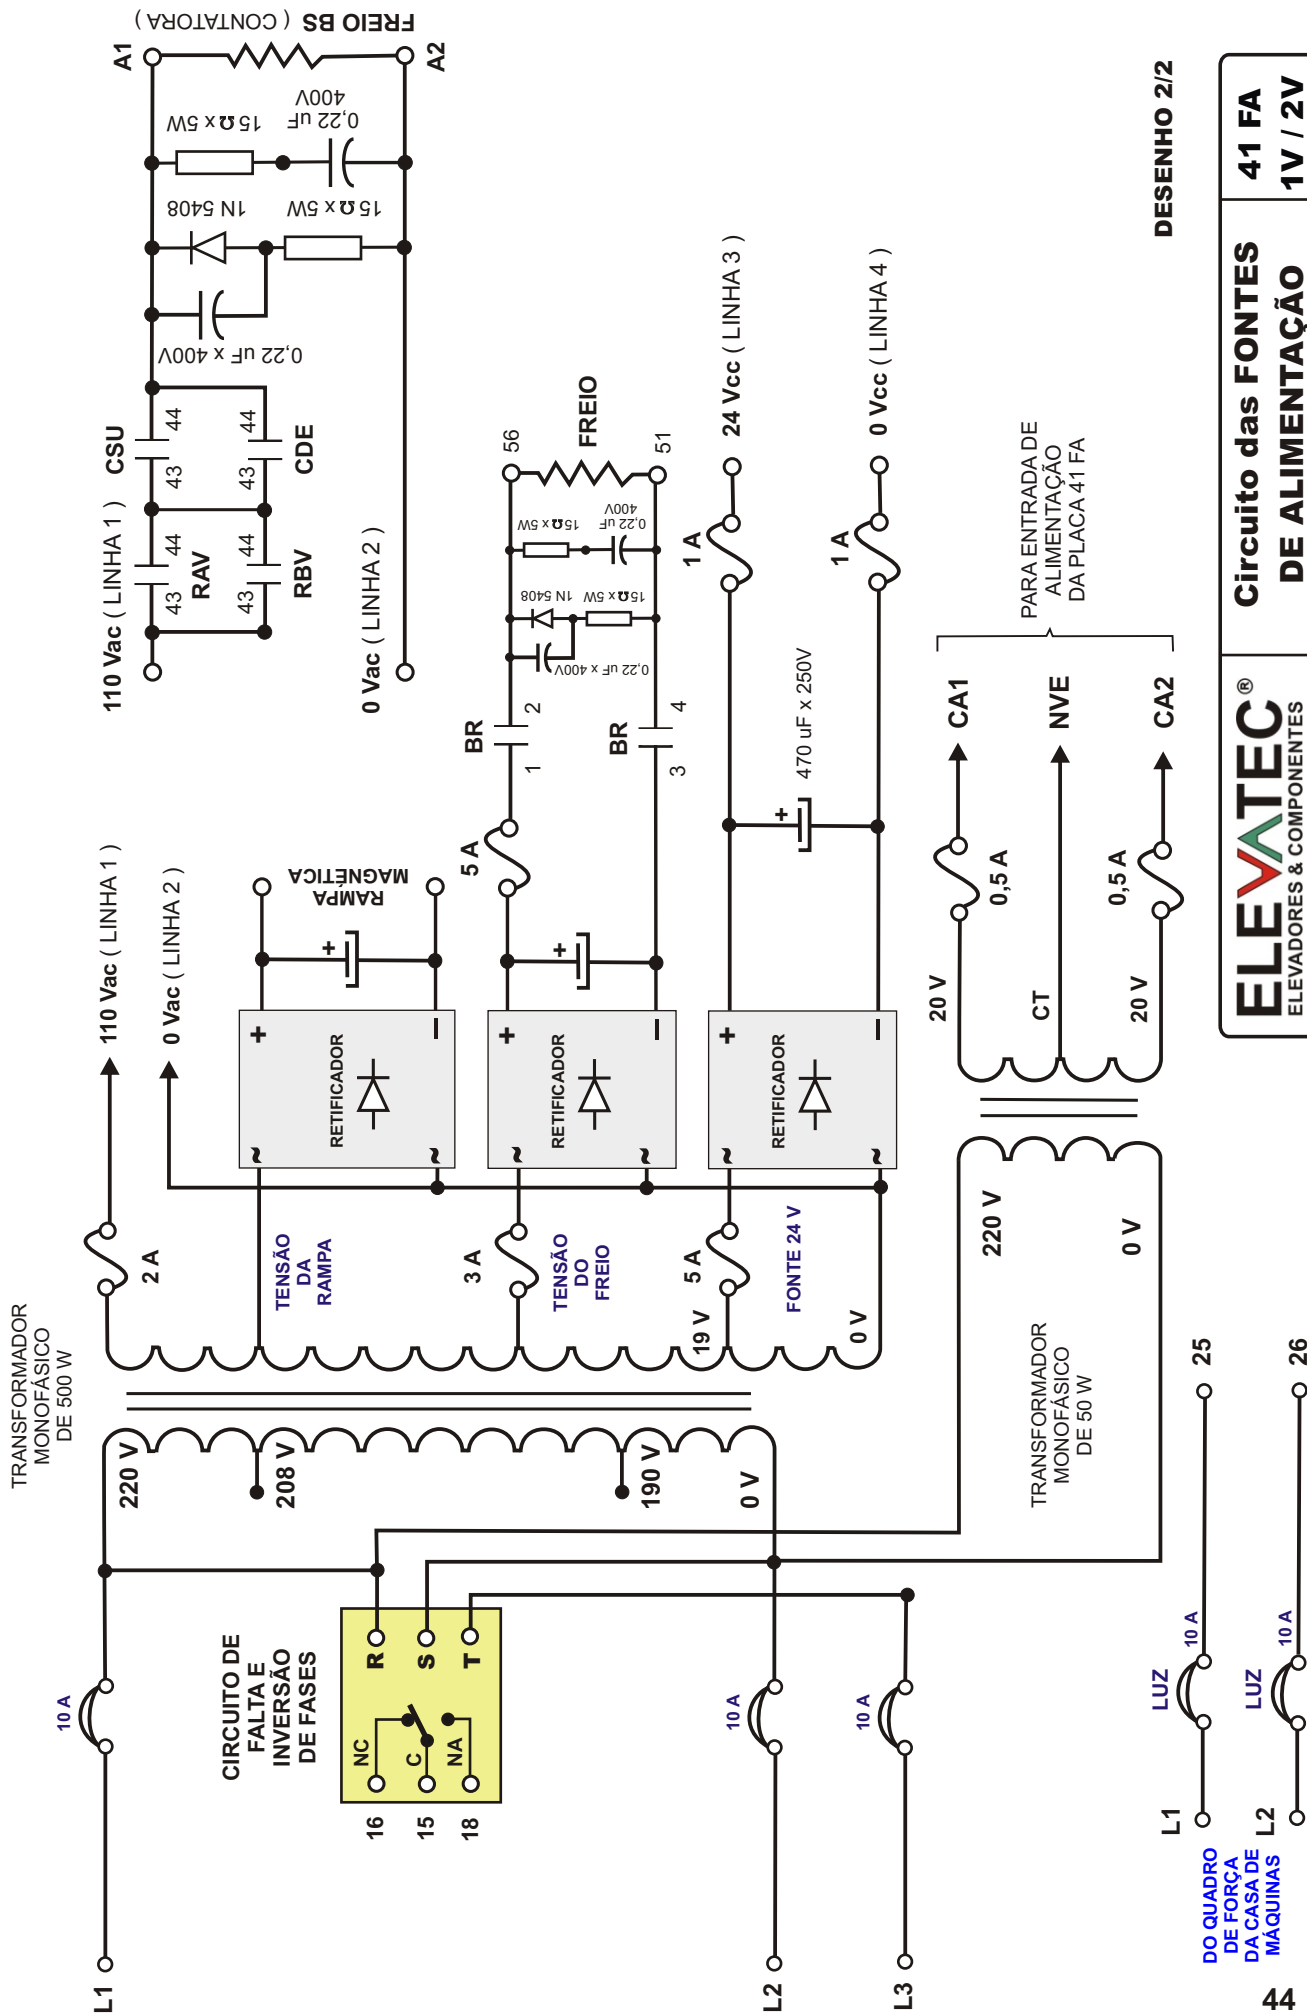 TRANSFORMADOR
MONOFÁSICO
DE 500 W
L1
10 A
220 V
208 V
190 V
0 V
2 A
110 Vac ( LINHA 1 )
0 Vac ( LINHA 2 )
TENSÃO
DA
RAMPA
RETIFICADOR
+
−
~
~
+
RAMPA
MAGNÉTICA
3 A
TENSÃO
DO
FREIO
RETIFICADOR
+
−
~
~
+
5 A
BR
1
2
BR
3
4
0,22 uF x 400V
1N 5408
15 Ω x 5W
15 Ω x 5W
0,22 uF
400V
56
FREIO
51
19 V
5 A
FONTE 24 V
0 V
RETIFICADOR
+
−
~
~
+
470 uF x 250V
1 A
24 Vcc ( LINHA 3 )
1 A
0 Vcc ( LINHA 4 )
110 Vac ( LINHA 1 )
43
44
RAV
43
44
RBV
CSU
43
44
43
44
CDE
0 Vac ( LINHA 2 )
0,22 uF x 400V
1N 5408
15 Ω x 5W
15 Ω x 5W
0,22 uF
400V
A1
FREIO BS ( CONTATORA )
A2
CIRCUITO DE
FALTA E
INVERSÃO
DE FASES
16
15
18
NC
C
NA
R
S
T
L2
10 A
L3
10 A
TRANSFORMADOR
MONOFÁSICO
DE 50 W
220 V
0 V
20 V
CT
20 V
0,5 A
0,5 A
CA1
NVE
CA2
PARA ENTRADA DE
ALIMENTAÇÃO
DA PLACA 41 FA
DO QUADRO
DE FORÇA
DA CASA DE
MÁQUINAS
L1
LUZ
10 A
25
L2
LUZ
10 A
26
DESENHO 2/2
ELEVATEC®
ELEVADORES & COMPONENTES
Circuito das FONTES
DE ALIMENTAÇÃO
41 FA
1V / 2V
44